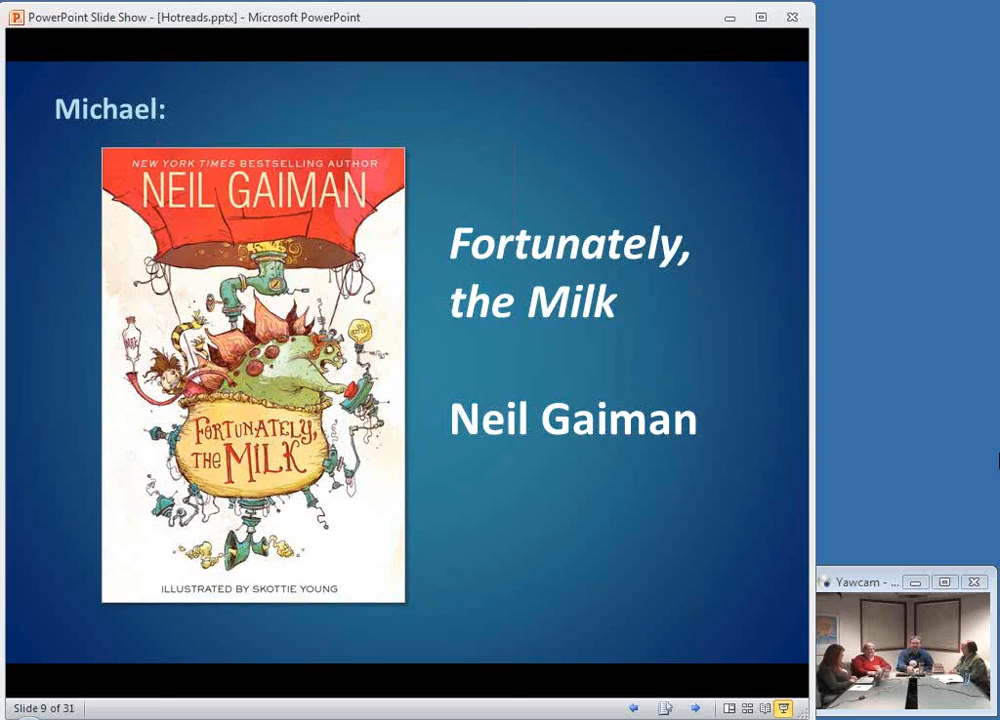 PowerPoint Slide Show - [Hotreads.pptx] - Microsoft PowerPoint
Michael:
NEW YORK TIMES BESTSELLING AUTHOR
NEIL GAIMAN
FORTUNATELY,
THE MILK
ILLUSTRATED BY SKOTTIE YOUNG
Fortunately,
the Milk
Neil Gaiman
Yawcam - ...
Slide 9 of 31